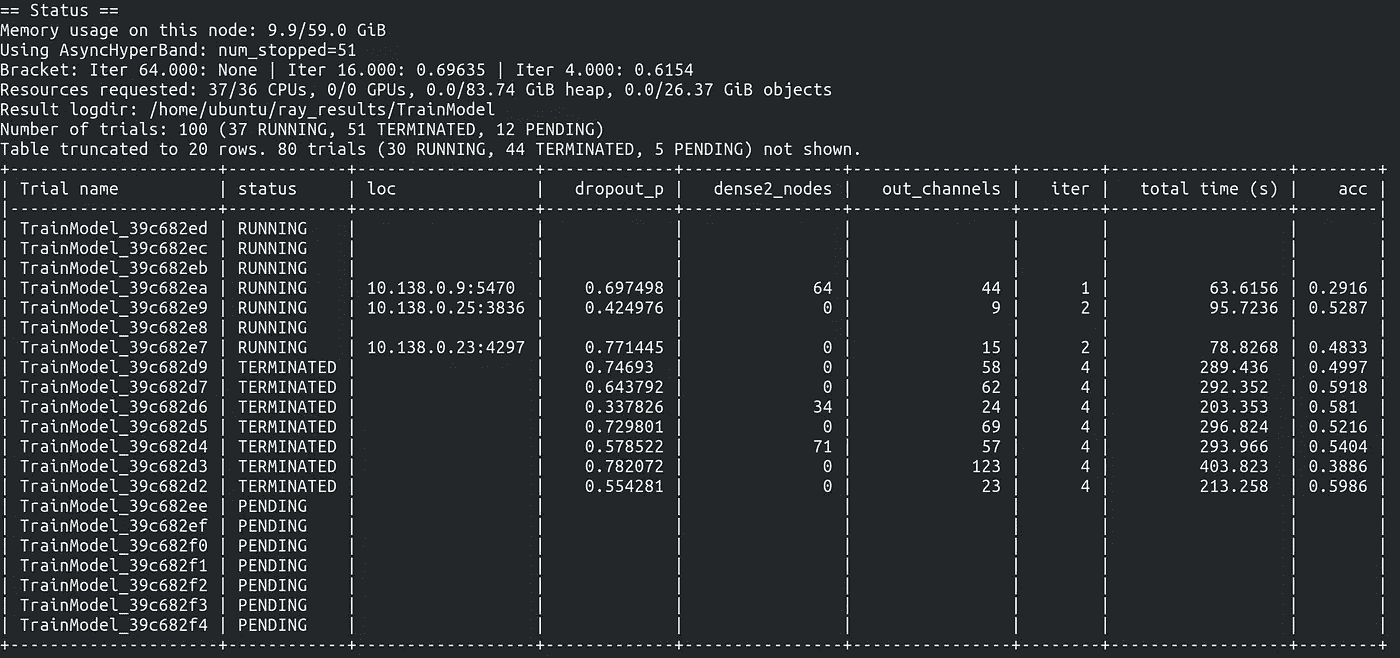 == Status ==
Memory usage on this node: 9.9/59.0 GiB
Using AsyncHyperBand: num_stopped=51
Bracket: Iter 64.000: None | Iter 16.000: 0.69635 | Iter 4.000: 0.6154
Resources requested: 37/36 CPUs, 0/0 GPUs, 0.0/83.74 GiB heap, 0.0/26.37 GiB objects
Result logdir: /home/ubuntu/ray_results/TrainModel
Number of trials: 100 (37 RUNNING, 51 TERMINATED, 12 PENDING)
Table truncated to 20 rows. 80 trials (30 RUNNING, 44 TERMINATED, 5 PENDING) not shown.
| Trial name | status | loc | dropout_p | dense2_nodes | out_channels | iter | total time (s) | acc |
| TrainModel_39c682ed | RUNNING | | | | | | | |
| TrainModel_39c682ec | RUNNING | | | | | | | |
| TrainModel_39c682eb | RUNNING | | | | | | | |
| TrainModel_39c682ea | RUNNING | 10.138.0.9:5470 | 0.697498 | 64 | 44 | 1 | 63.6156 | 0.2916 |
| TrainModel_39c682e9 | RUNNING | 10.138.0.25:3836 | 0.424976 | 0 | 9 | 2 | 95.7236 | 0.5287 |
| TrainModel_39c682e8 | RUNNING | | | | | | | |
| TrainModel_39c682e7 | RUNNING | 10.138.0.23:4297 | 0.771445 | 0 | 15 | 2 | 78.8268 | 0.4833 |
| TrainModel_39c682d9 | TERMINATED | | 0.74693 | 0 | 58 | 4 | 289.436 | 0.4997 |
| TrainModel_39c682d7 | TERMINATED | | 0.643792 | 0 | 62 | 4 | 292.352 | 0.5918 |
| TrainModel_39c682d6 | TERMINATED | | 0.337826 | 34 | 24 | 4 | 203.353 | 0.581 |
| TrainModel_39c682d5 | TERMINATED | | 0.729801 | 0 | 69 | 4 | 296.824 | 0.5216 |
| TrainModel_39c682d4 | TERMINATED | | 0.578522 | 71 | 57 | 4 | 293.966 | 0.5404 |
| TrainModel_39c682d3 | TERMINATED | | 0.782072 | 0 | 123 | 4 | 403.823 | 0.3886 |
| TrainModel_39c682d2 | TERMINATED | | 0.554281 | 0 | 23 | 4 | 213.258 | 0.5986 |
| TrainModel_39c682ee | PENDING | | | | | | | |
| TrainModel_39c682ef | PENDING | | | | | | | |
| TrainModel_39c682f0 | PENDING | | | | | | | |
| TrainModel_39c682f1 | PENDING | | | | | | | |
| TrainModel_39c682f2 | PENDING | | | | | | | |
| TrainModel_39c682f3 | PENDING | | | | | | | |
| TrainModel_39c682f4 | PENDING | | | | | | | |